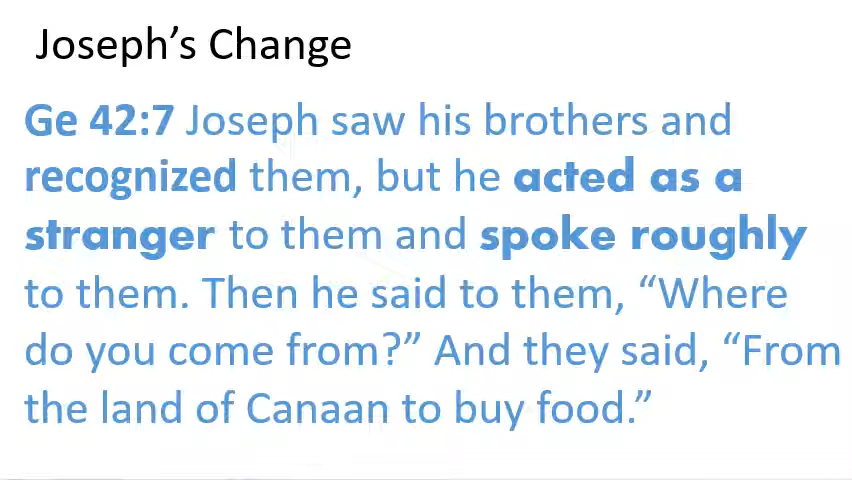 Joseph’s Change
Ge 42:7 Joseph saw his brothers and
recognized them, but he acted as a
stranger to them and spoke roughly
to them. Then he said to them, “Where
do you come from?” And they said, “From
the land of Canaan to buy food.”